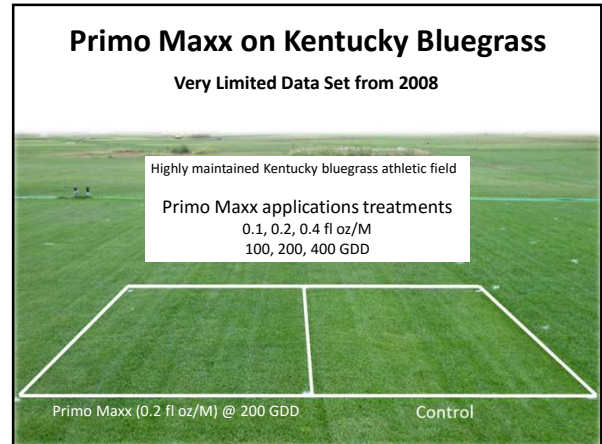 Primo Maxx on Kentucky Bluegrass
Very Limited Data Set from 2008
Highly maintained Kentucky bluegrass athletic field
Primo Maxx applications treatments
0.1, 0.2, 0.4 fl oz/M
100, 200, 400 GDD
Primo Maxx (0.2 fl oz/M) @ 200 GDD
Control